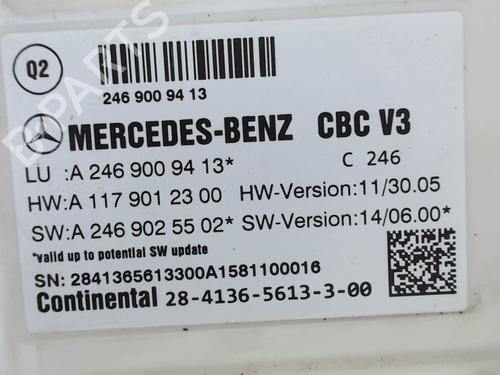 Q2
246 900 94 13
MERCEDES-BENZ CBC V3
LU :A 246 900 94 13* C 246
HW:A 117 901 23 00 HW-Version:11/30.05
SW:A 246 902 55 02* SW-Version:14/06.00*
*valid up to potential SW update
SN: 2841365613300A1581100016
Continental 28-4136-5613-3-00
B-PARTS